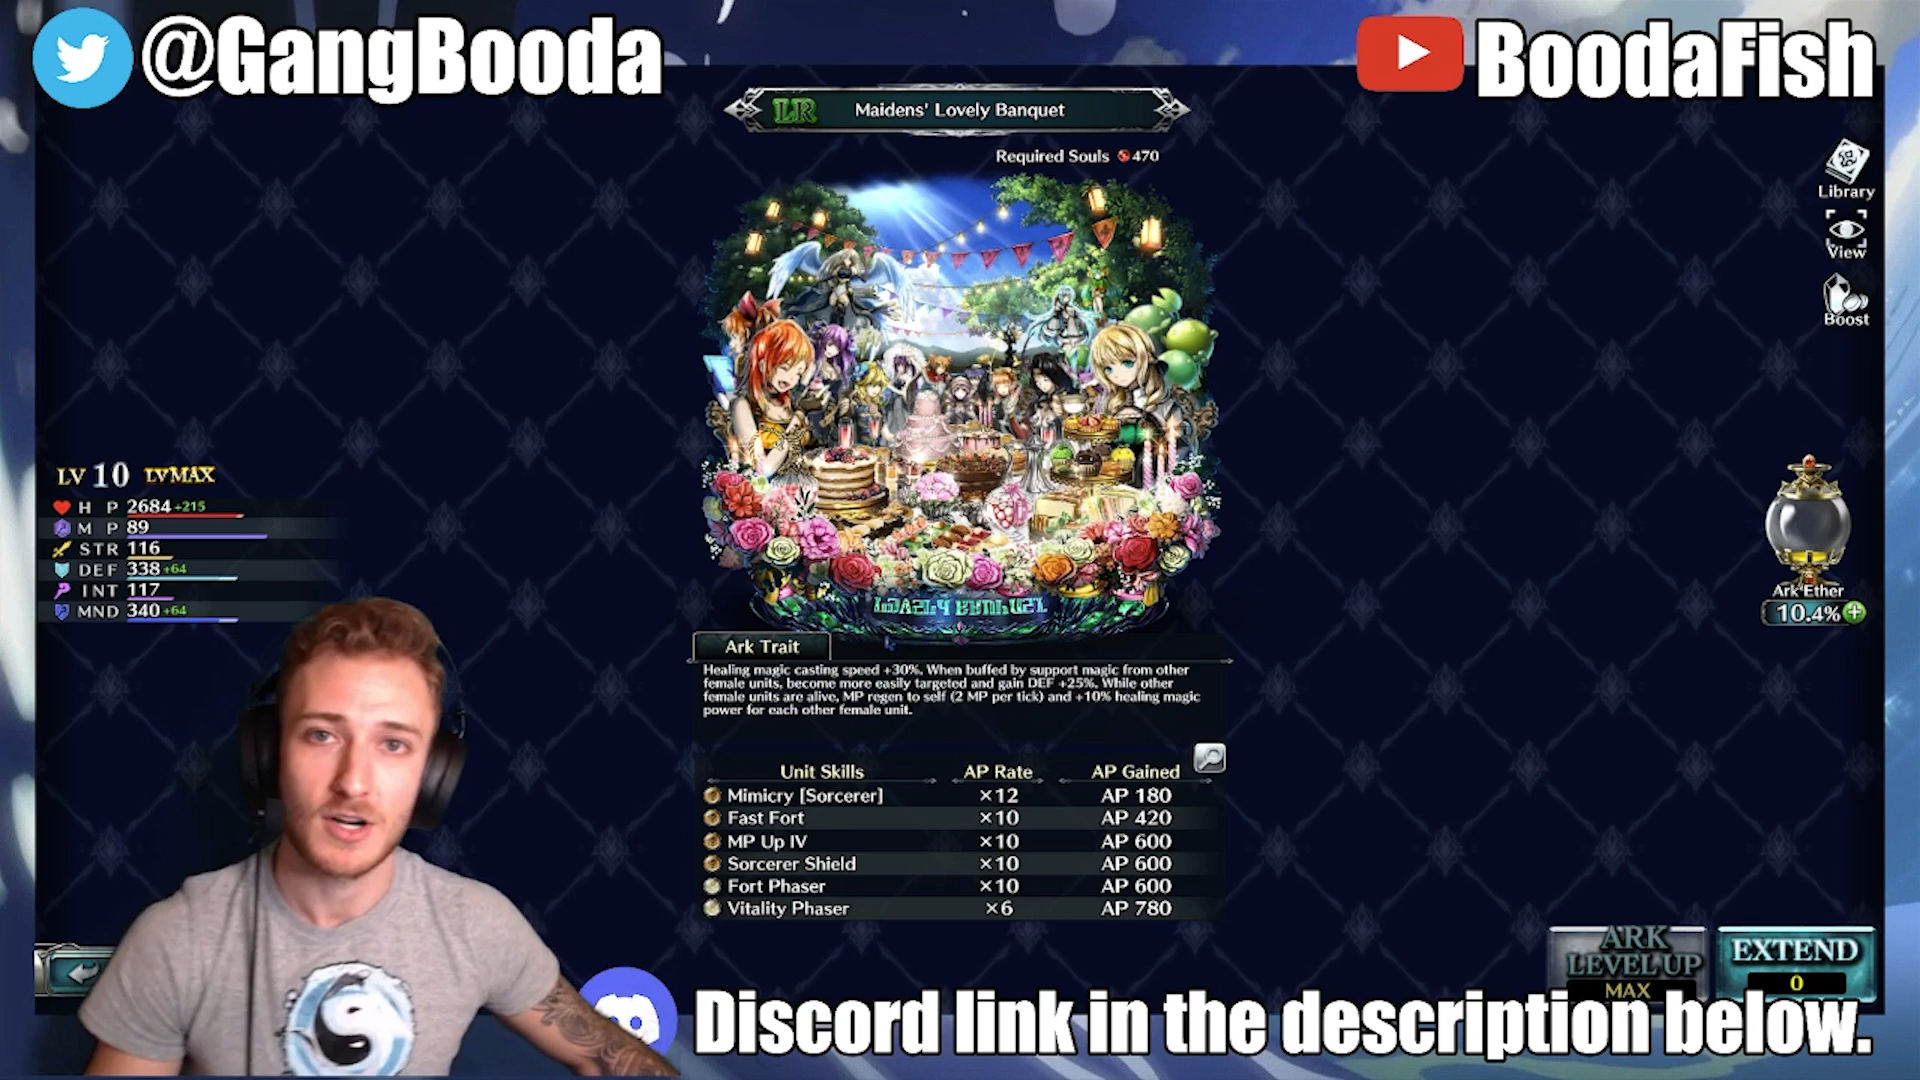 @GangBooda
BoodaFish
LR Maidens' Lovely Banquet
Required Souls 470
Library
View
Boost
LV 10 LVMAX
H P 2684 +215
M P 89
STR 116
DEF 338 +64
INT 117
MND 340 +64
Ark Ether
10.4%
Ark Trait
Healing magic casting speed +30%. When buffed by support magic from other
female units, become more easily targeted and gain DEF +25%. While other
female units are alive, MP regen to self (2 MP per tick) and +10% healing magic
power for each other female unit.
Unit Skills AP Rate AP Gained
Mimicry [Sorcerer] ×12 AP 180
Fast Fort ×10 AP 420
MP Up IV ×10 AP 600
Sorcerer Shield ×10 AP 600
Fort Phaser ×10 AP 600
Vitality Phaser ×6 AP 780
ARK
LEVEL UP
MAX
EXTEND
0
Discord link in the description below.